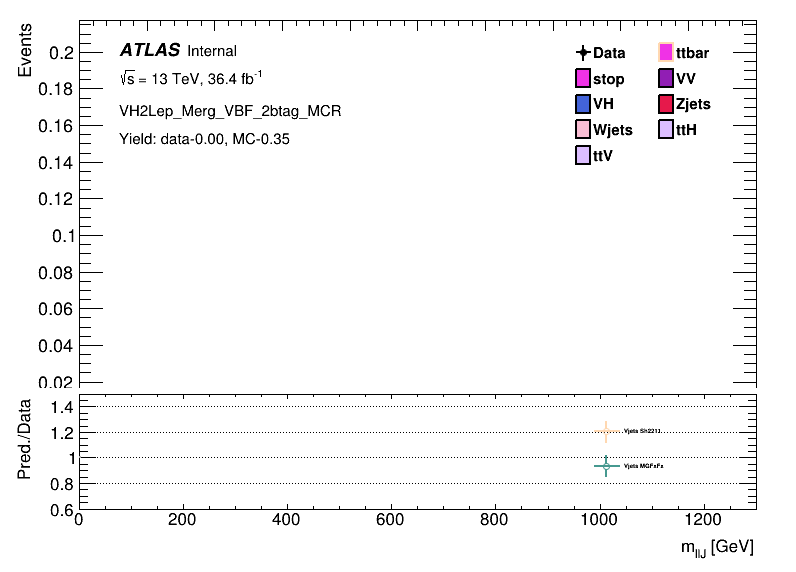 Events
0.2
0.18
0.16
0.14
0.12
0.1
0.08
0.06
0.04
0.02
ATLAS Internal
√s = 13 TeV, 36.4 fb⁻¹
VH2Lep_Merg_VBF_2btag_MCR
Yield: data-0.00, MC-0.35
Data
ttbar
stop
VV
VH
Zjets
Wjets
ttH
ttV
Pred./Data
1.4
1.2
1
0.8
0.6
Vjets Sh2211
Vjets MGFxFx
0
200
400
600
800
1000
1200
m_llJ [GeV]